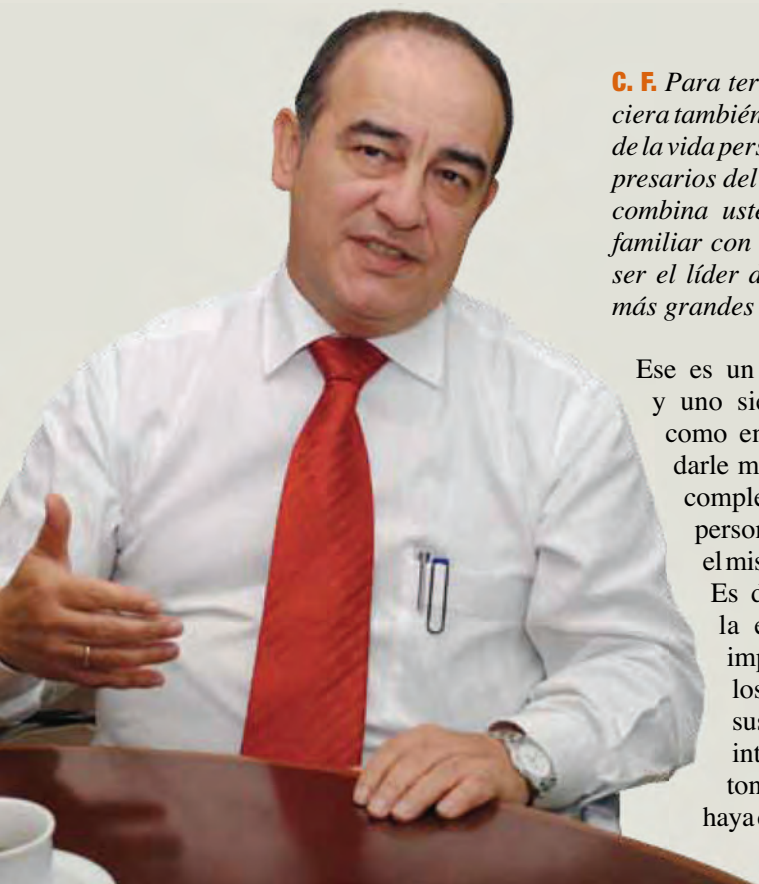 C. F. Para ter
ciera también
de la vida pers
presarios del
combina uste
familiar con
ser el líder d
más grandes
Ese es un
y uno sie
como en
darle m
comple
person
el mis
Es d
la e
imp
los
sus
int
ton
haya